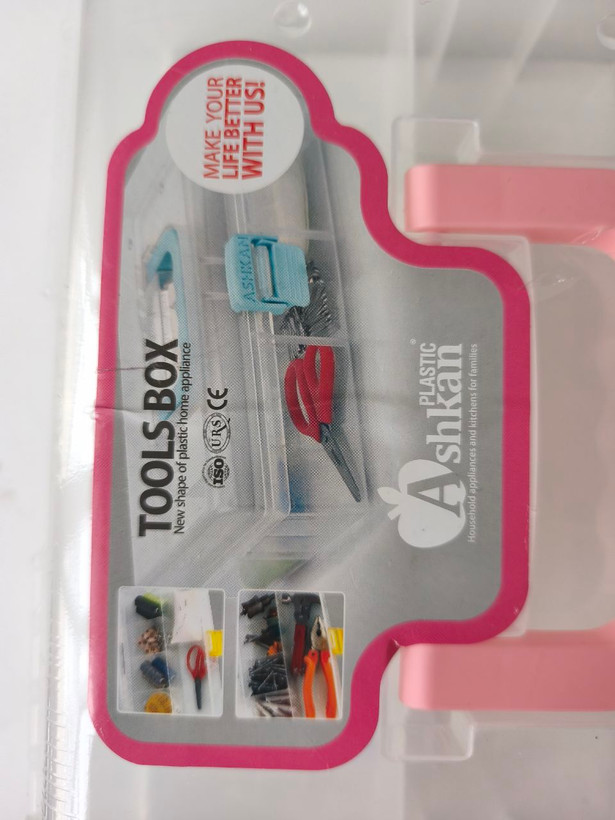 MAKE YOUR
LIFE BETTER
WITH US!
ASHKAN
TOOLS BOX
New shape of plastic home appliance
ISO URS CE
PLASTIC®
Ashkan
Household appliances and kitchens for families